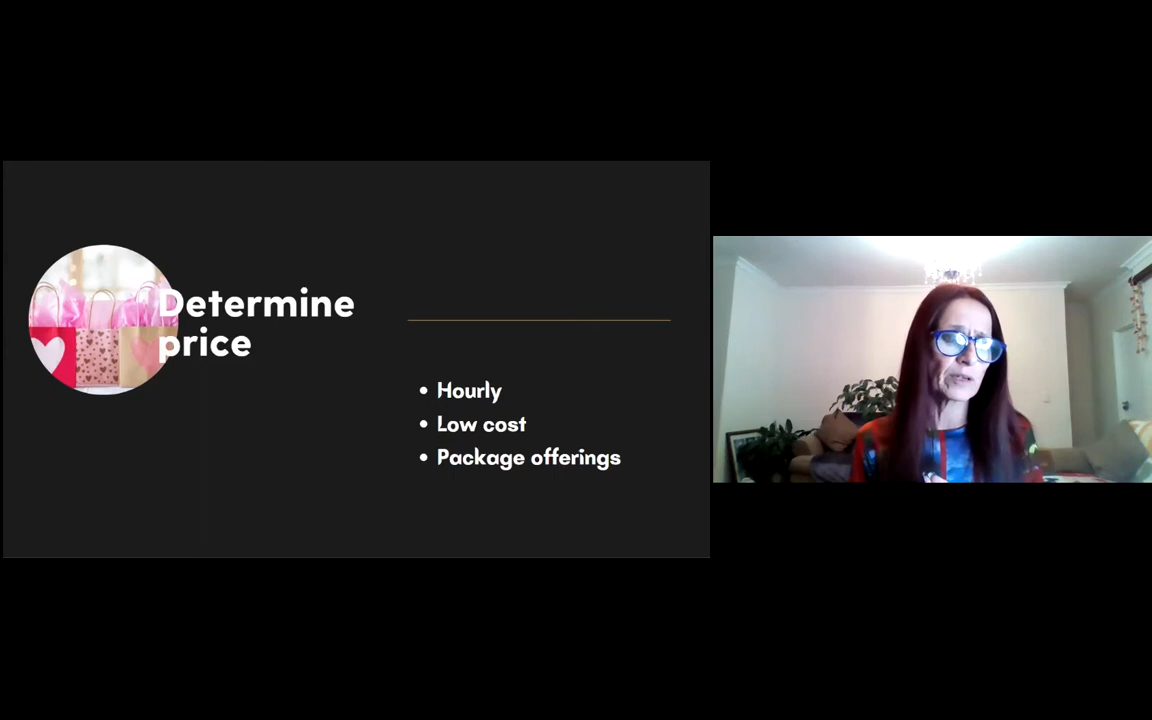 Determine
price
• Hourly
• Low cost
• Package offerings